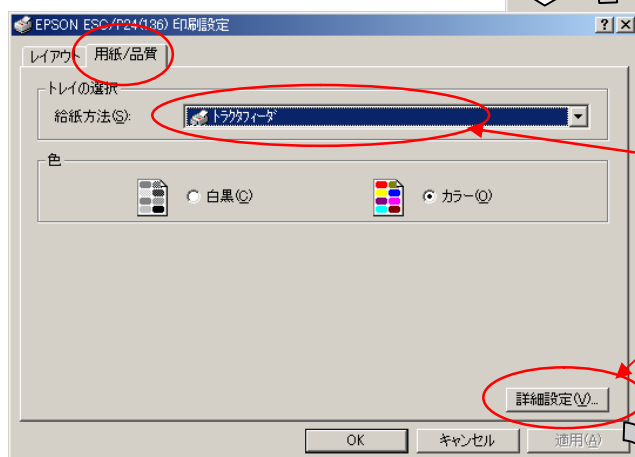 EPSON ESC/P24(136) 印刷設定
レイアウト 用紙/品質
トレイの選択
給紙方法(S): トラクタフィーダ
色
白黒(C) カラー(O)
詳細設定(V)...
OK キャンセル 適用(A)